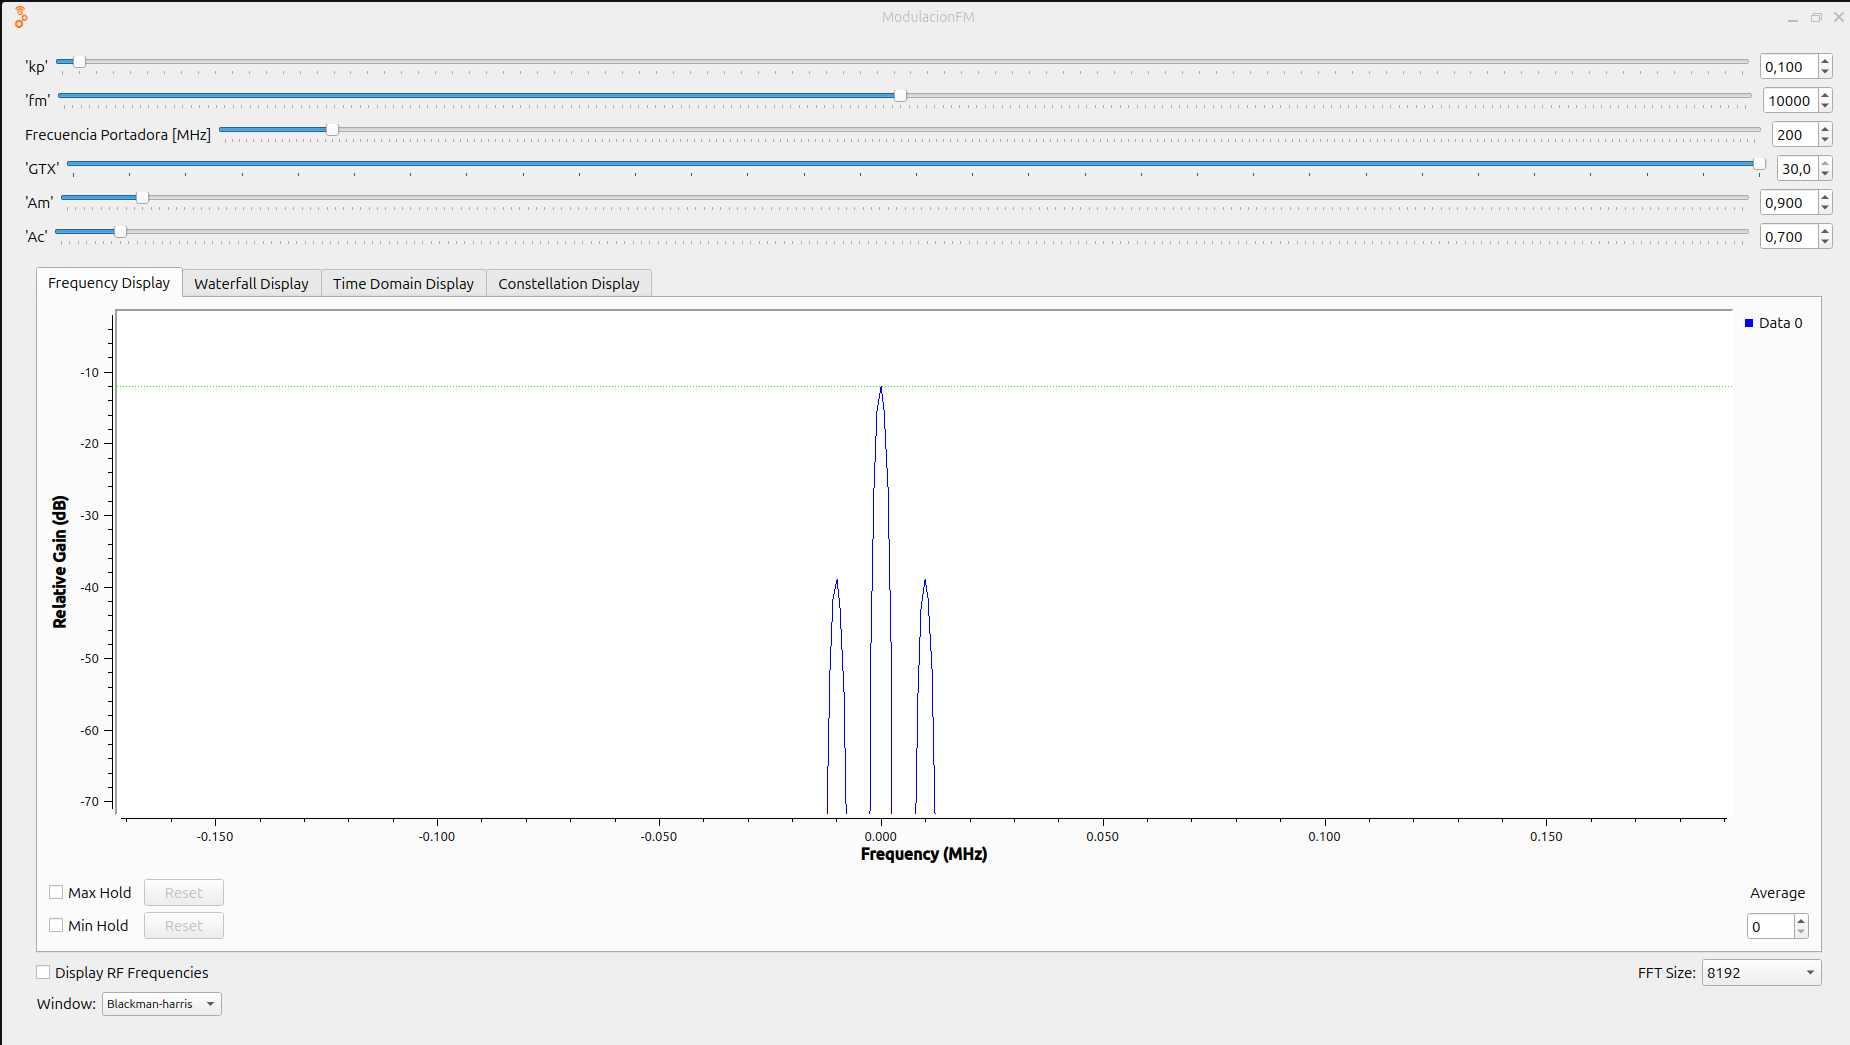 ModulacionFM
'kp' 0,100
'fm' 10000
Frecuencia Portadora [MHz] 200
'GTX' 30,0
'Am' 0,900
'Ac' 0,700
Frequency Display Waterfall Display Time Domain Display Constellation Display
Data 0
-10
-20
-30
-40
-50
-60
-70
Relative Gain (dB)
-0.150 -0.100 -0.050 0.000 0.050 0.100 0.150
Frequency (MHz)
Max Hold Reset Average
Min Hold Reset 0
Display RF Frequencies FFT Size: 8192
Window: Blackman-harris